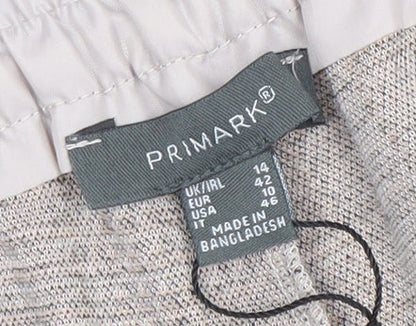 PRIMARK®
UK/IRL 14
EUR 42
USA 10
IT 46
MADE IN
BANGLADESH